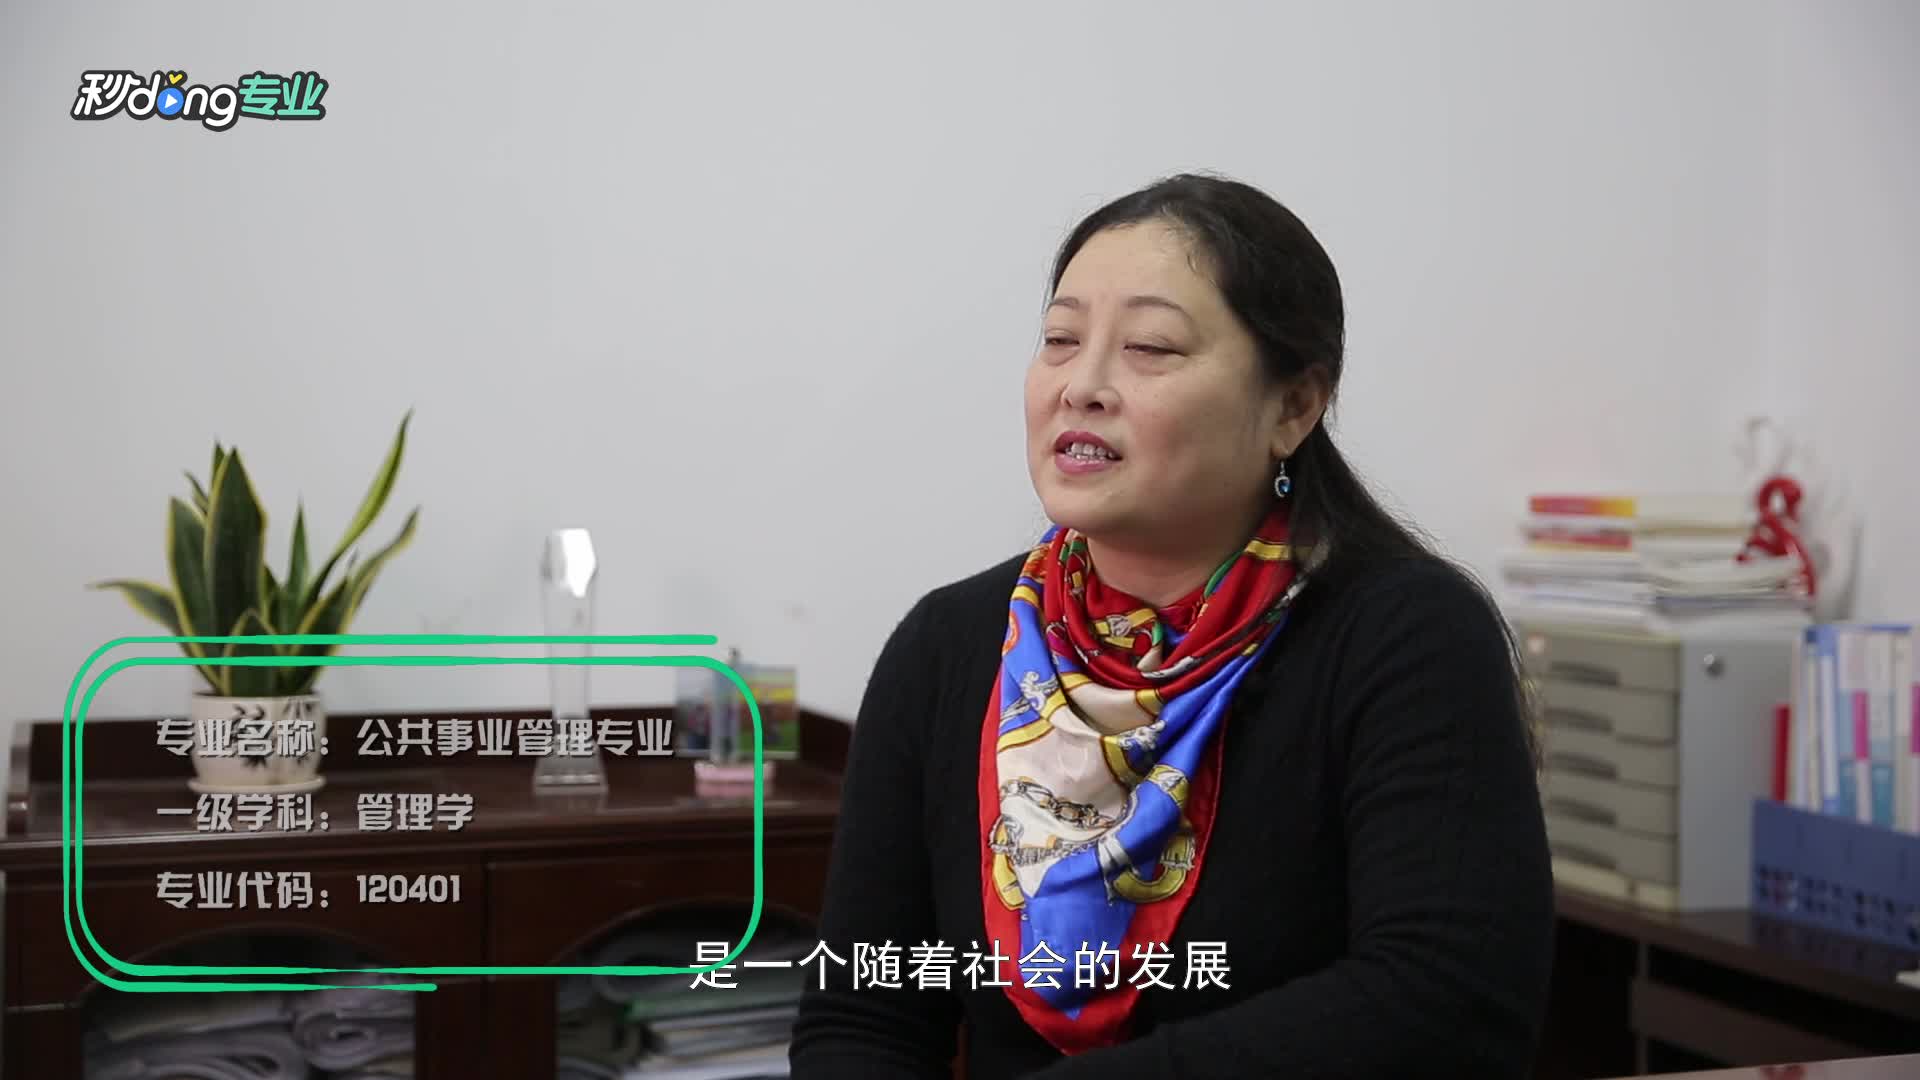 秒dong专业
专业名称：公共事业管理专业
一级学科：管理学
专业代码：120401
是一个随着社会的发展